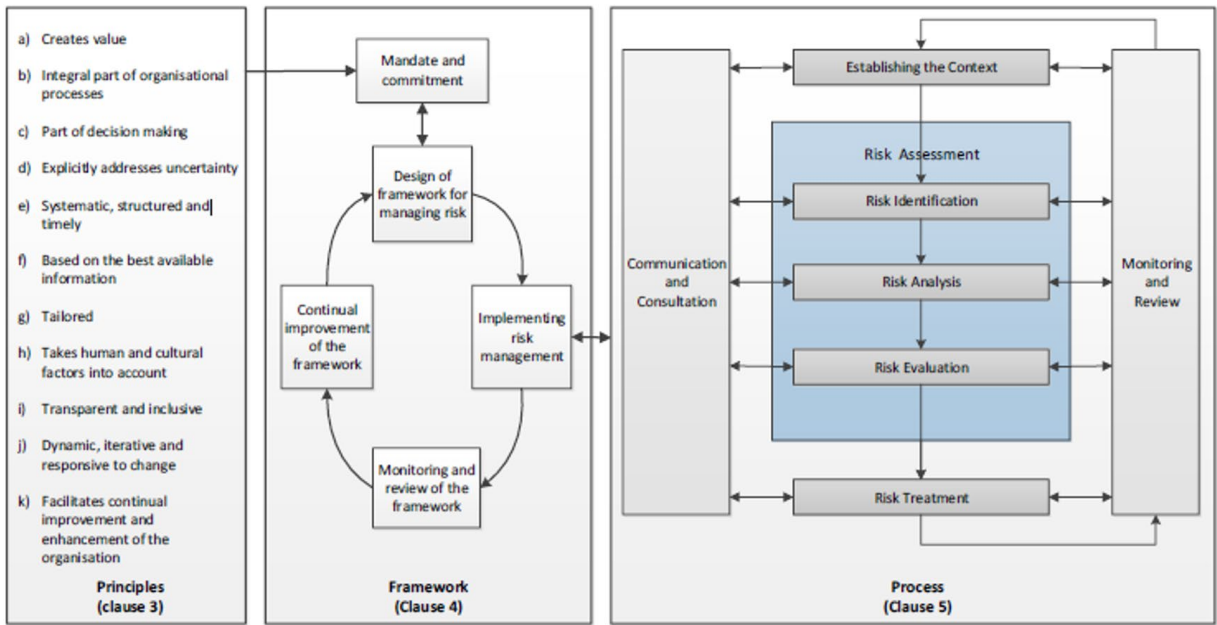 a) Creates value
b) Integral part of organisational
processes
c) Part of decision making
d) Explicitly addresses uncertainty
e) Systematic, structured and
timely
f) Based on the best available
information
g) Tailored
h) Takes human and cultural
factors into account
i) Transparent and inclusive
j) Dynamic, iterative and
responsive to change
k) Facilitates continual
improvement and
enhancement of the
organisation
Principles
(clause 3)
Mandate and
commitment
Design of
framework for
managing risk
Continual
improvement
of the
framework
Implementing
risk
management
Monitoring and
review of the
framework
Framework
(Clause 4)
Communication
and
Consultation
Establishing the Context
Risk Assessment
Risk Identification
Risk Analysis
Risk Evaluation
Risk Treatment
Monitoring
and
Review
Process
(Clause 5)